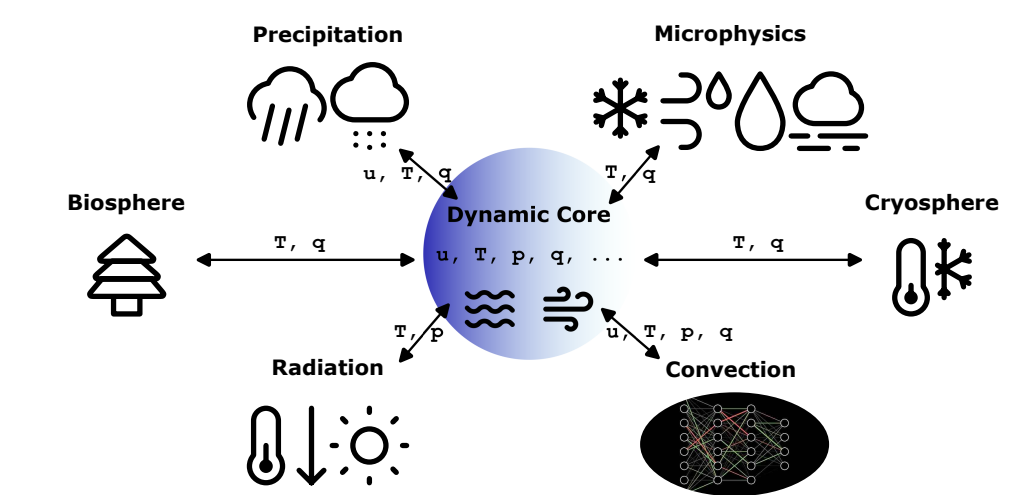 Precipitation
Microphysics
u, T, q
T, q
Biosphere
Cryosphere
Dynamic Core
T, q
u, T, p, q, ...
T, q
T, p
u, T, p, q
Radiation
Convection